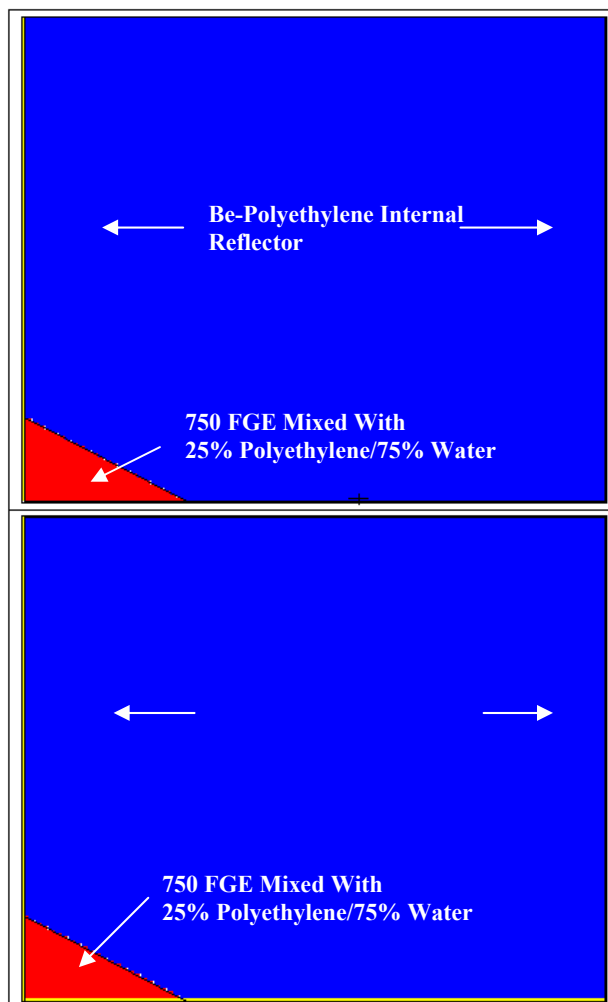 Be-Polyethylene Internal
Reflector
750 FGE Mixed With
25% Polyethylene/75% Water
750 FGE Mixed With
25% Polyethylene/75% Water